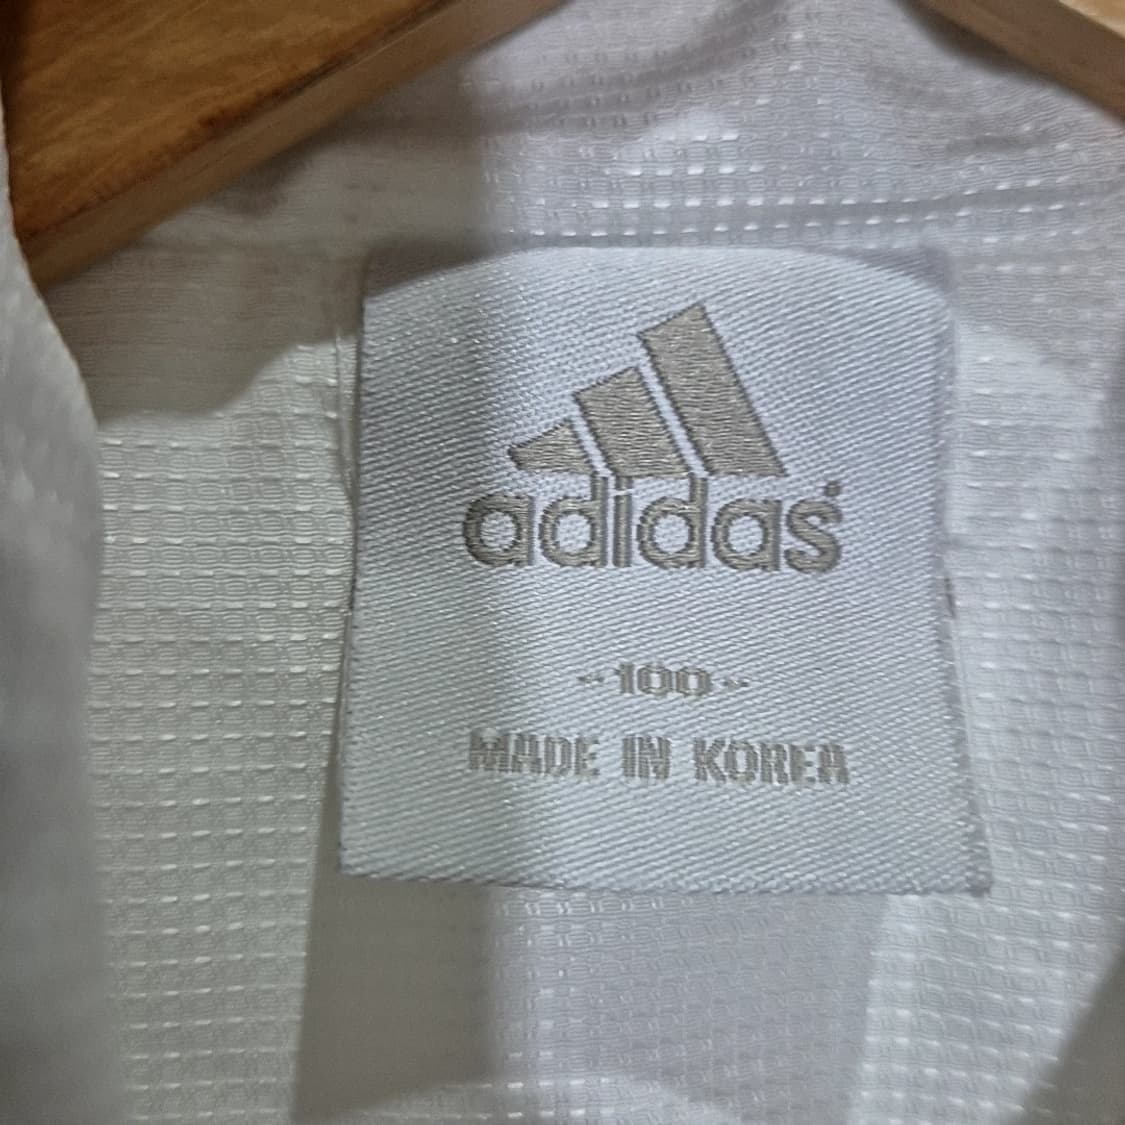 adidas
- 100 -
MADE IN KOREA